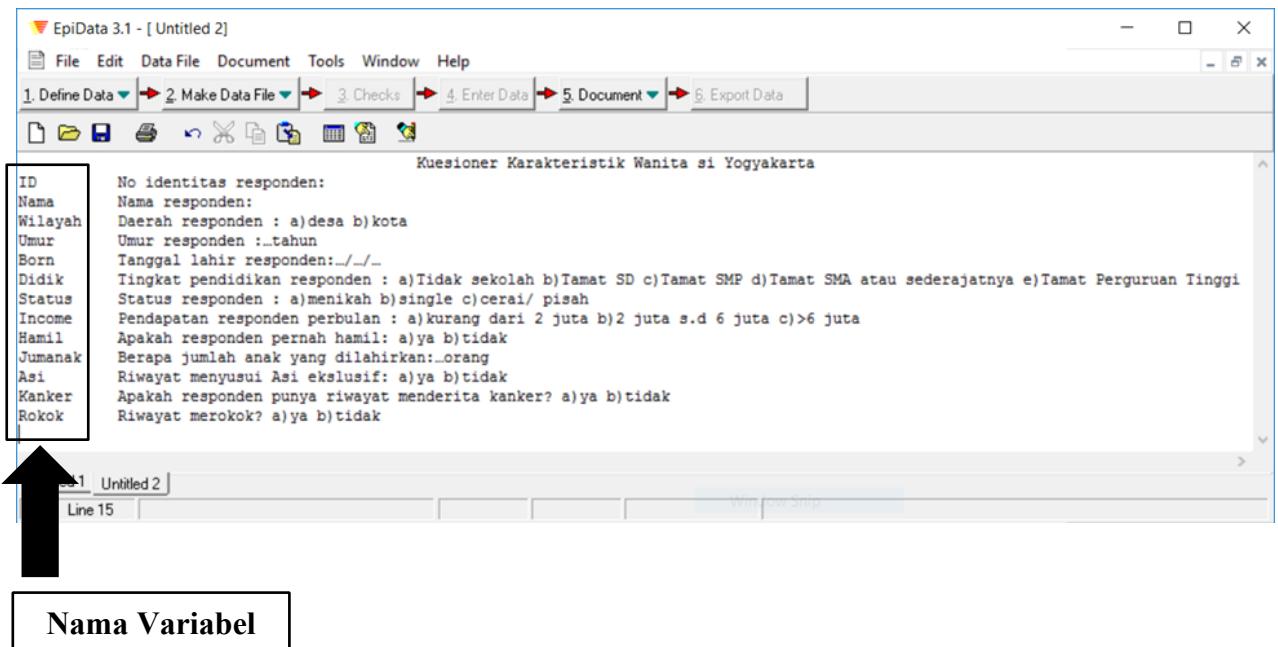 EpiData 3.1 - [ Untitled 2]
File Edit Data File Document Tools Window Help
1. Define Data 2. Make Data File 3. Checks 4. Enter Data 5. Document 6. Export Data
Kuesioner Karakteristik Wanita si Yogyakarta
ID No identitas responden:
Nama Nama responden:
Wilayah Daerah responden : a)desa b)kota
Umur Umur responden :…tahun
Born Tanggal lahir responden:…/…/…
Didik Tingkat pendidikan responden : a)Tidak sekolah b)Tamat SD c)Tamat SMP d)Tamat SMA atau sederajatnya e)Tamat Perguruan Tinggi
Status Status responden : a)menikah b)single c)cerai/ pisah
Income Pendapatan responden perbulan : a)kurang dari 2 juta b)2 juta s.d 6 juta c)>6 juta
Hamil Apakah responden pernah hamil: a)ya b)tidak
Jumanak Berapa jumlah anak yang dilahirkan:…orang
Asi Riwayat menyusui Asi ekslusif: a)ya b)tidak
Kanker Apakah responden punya riwayat menderita kanker? a)ya b)tidak
Rokok Riwayat merokok? a)ya b)tidak
Untitled 2
Line 15
Window Snip
Nama Variabel